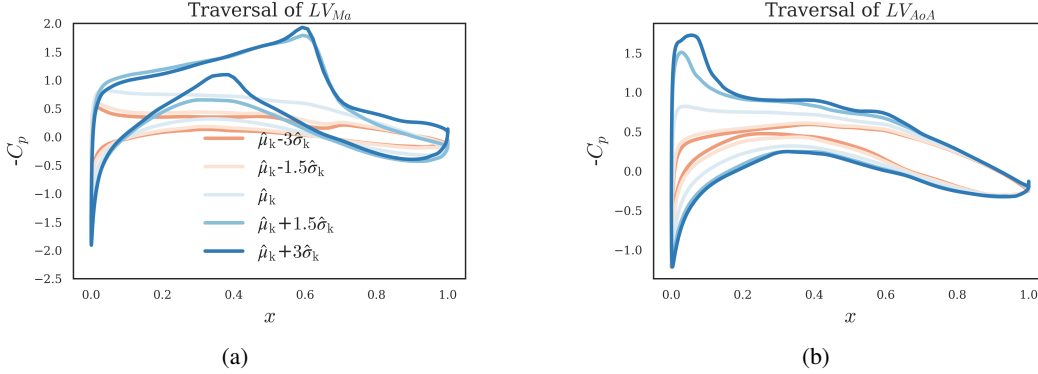 Traversal of LV_Ma
2.0
1.5
1.0
0.5
0.0
−0.5
−1.0
−1.5
−2.0
−2.5
-C_p
μ̂_k-3σ̂_k
μ̂_k-1.5σ̂_k
μ̂_k
μ̂_k+1.5σ̂_k
μ̂_k+3σ̂_k
0.0 0.2 0.4 0.6 0.8 1.0
x
(a)
Traversal of LV_AoA
1.5
1.0
0.5
0.0
−0.5
−1.0
-C_p
0.0 0.2 0.4 0.6 0.8 1.0
x
(b)